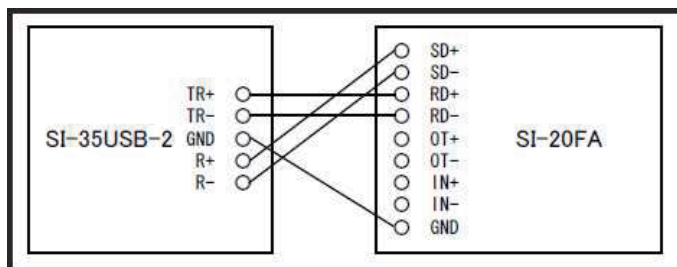 SI-35USB-2
TR+
TR-
GND
R+
R-
SD+
SD-
RD+
RD-
OT+
OT-
IN+
IN-
GND
SI-20FA